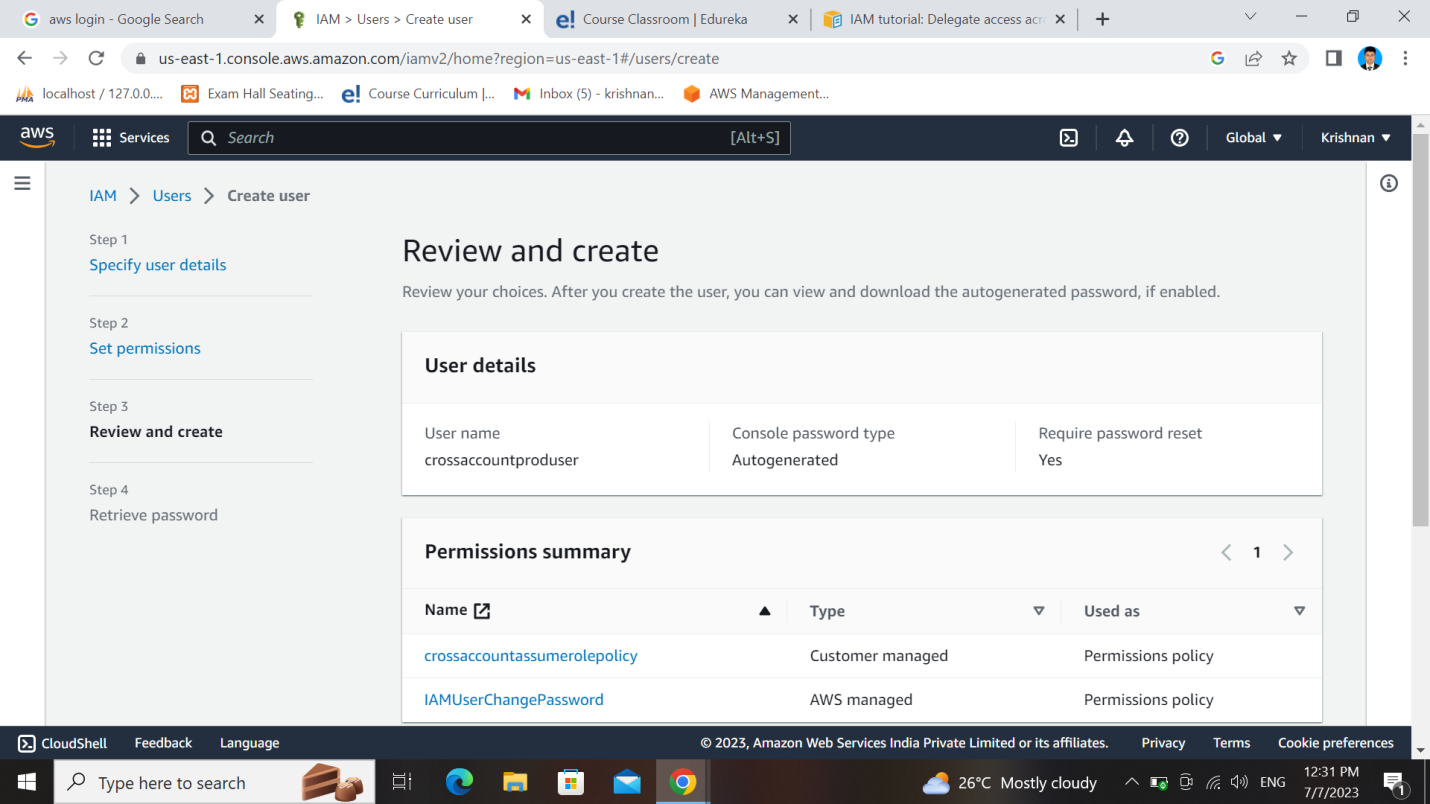 aws login - Google Search
IAM > Users > Create user
Course Classroom | Edureka
IAM tutorial: Delegate access acr
us-east-1.console.aws.amazon.com/iamv2/home?region=us-east-1#/users/create
PMA
localhost / 127.0.0....
Exam Hall Seating...
e!
Course Curriculum |...
Inbox (5) - krishnan...
AWS Management...
aws
Services
Search
[Alt+S]
Global
Krishnan
IAM > Users > Create user
Step 1
Specify user details
Step 2
Set permissions
Step 3
Review and create
Step 4
Retrieve password
Review and create
Review your choices. After you create the user, you can view and download the autogenerated password, if enabled.
User details
User name
crossaccountproduser
Console password type
Autogenerated
Require password reset
Yes
Permissions summary
1
Name
Type
Used as
crossaccountassumerolepolicy
Customer managed
Permissions policy
IAMUserChangePassword
AWS managed
Permissions policy
CloudShell
Feedback
Language
© 2023, Amazon Web Services India Private Limited or its affiliates.
Privacy
Terms
Cookie preferences
Type here to search
26°C Mostly cloudy
ENG
12:31 PM
7/7/2023
1